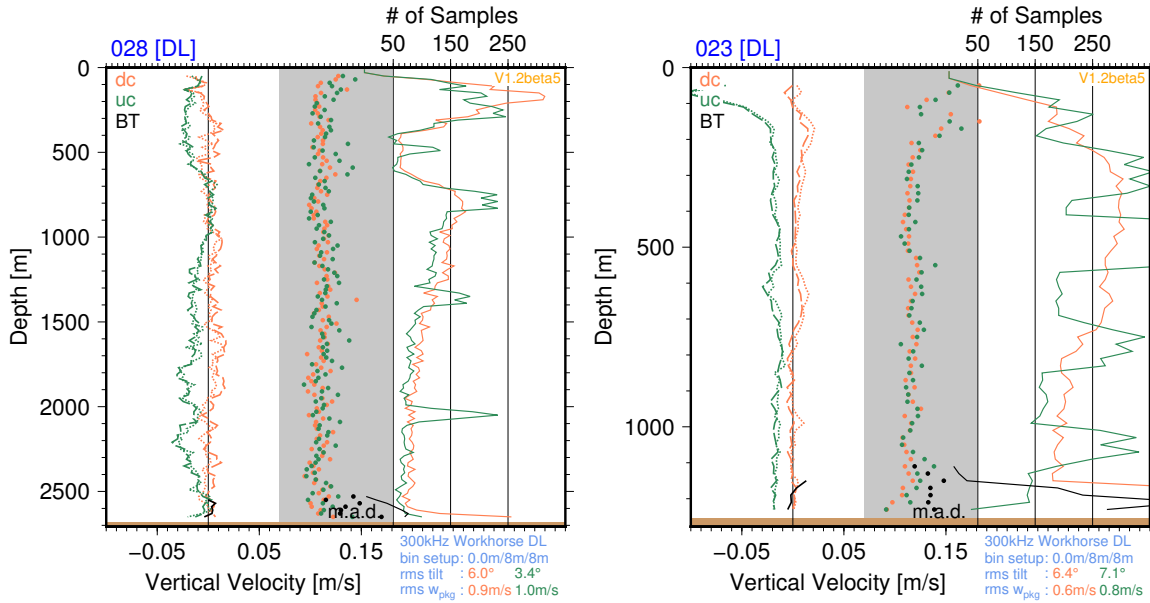 # of Samples
50 150 250
028 [DL]
V1.2beta5
dc
uc
BT
0
500
1000
1500
2000
2500
Depth [m]
m.a.d.
-0.05 0.05 0.15
Vertical Velocity [m/s]
300kHz Workhorse DL
bin setup: 0.0m/8m/8m
rms tilt : 6.0° 3.4°
rms wpkg : 0.9m/s 1.0m/s
# of Samples
50 150 250
023 [DL]
V1.2beta5
dc
uc
BT
0
500
1000
Depth [m]
m.a.d.
-0.05 0.05 0.15
Vertical Velocity [m/s]
300kHz Workhorse DL
bin setup: 0.0m/8m/8m
rms tilt : 6.4° 7.1°
rms wpkg : 0.6m/s 0.8m/s